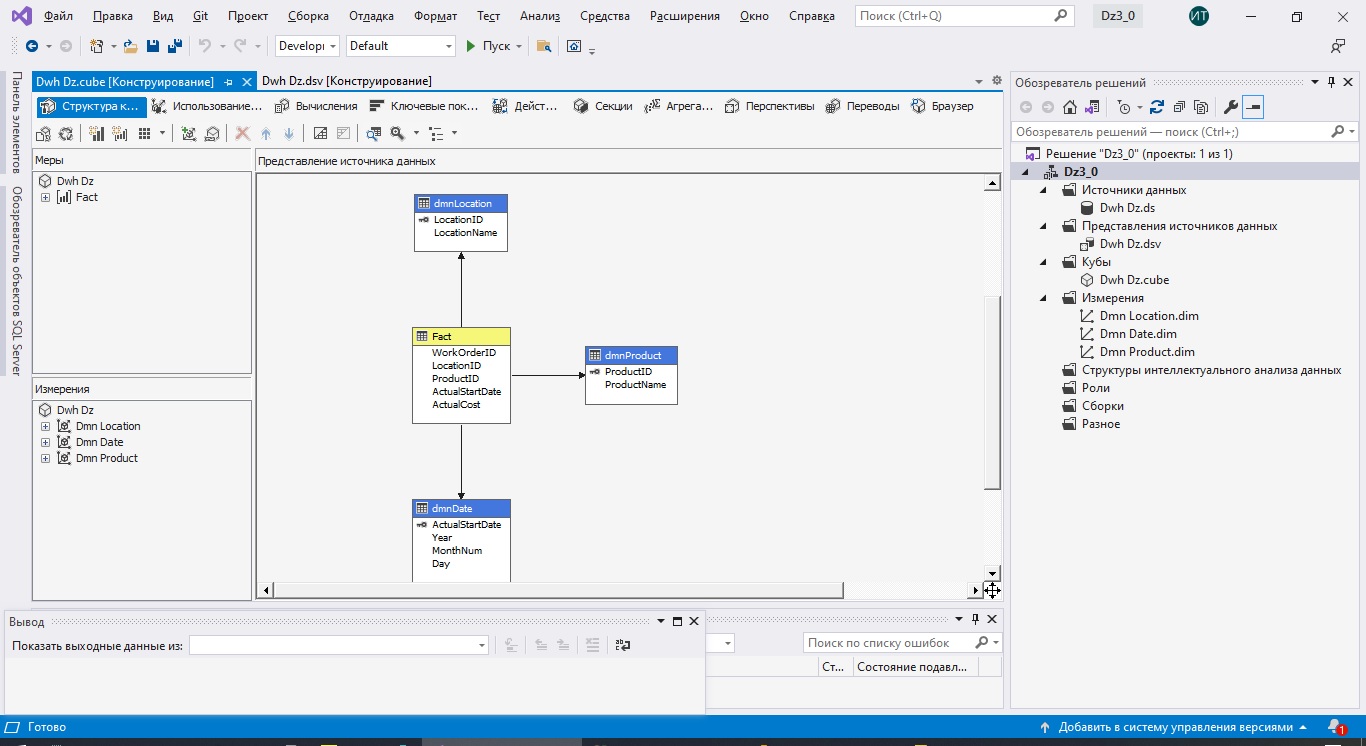 Файл Правка Вид Git Проект Сборка Отладка Формат Тест Анализ Средства Расширения Окно Справка Поиск (Ctrl+Q) Dz3_0 ИТ
Develop Default Пуск
Панель элементов
Обозреватель объектов SQL Server
Dwh Dz.cube [Конструирование] Dwh Dz.dsv [Конструирование]
Структура к... Использование... Вычисления Ключевые пок... Дейст... Секции Агрега... Перспективы Переводы Браузер
Меры
Dwh Dz
Fact
Измерения
Dwh Dz
Dmn Location
Dmn Date
Dmn Product
Представление источника данных
dmnLocation
LocationID
LocationName
Fact
WorkOrderID
LocationID
ProductID
ActualStartDate
ActualCost
dmnProduct
ProductID
ProductName
dmnDate
ActualStartDate
Year
MonthNum
Day
Обозреватель решений
Обозреватель решений — поиск (Ctrl+;)
Решение "Dz3_0" (проекты: 1 из 1)
Dz3_0
Источники данных
Dwh Dz.ds
Представления источников данных
Dwh Dz.dsv
Кубы
Dwh Dz.cube
Измерения
Dmn Location.dim
Dmn Date.dim
Dmn Product.dim
Структуры интеллектуального анализа данных
Роли
Сборки
Разное
Вывод
Показать выходные данные из:
Поиск по списку ошибок
Ст... Состояние подавл...
Готово Добавить в систему управления версиями 1